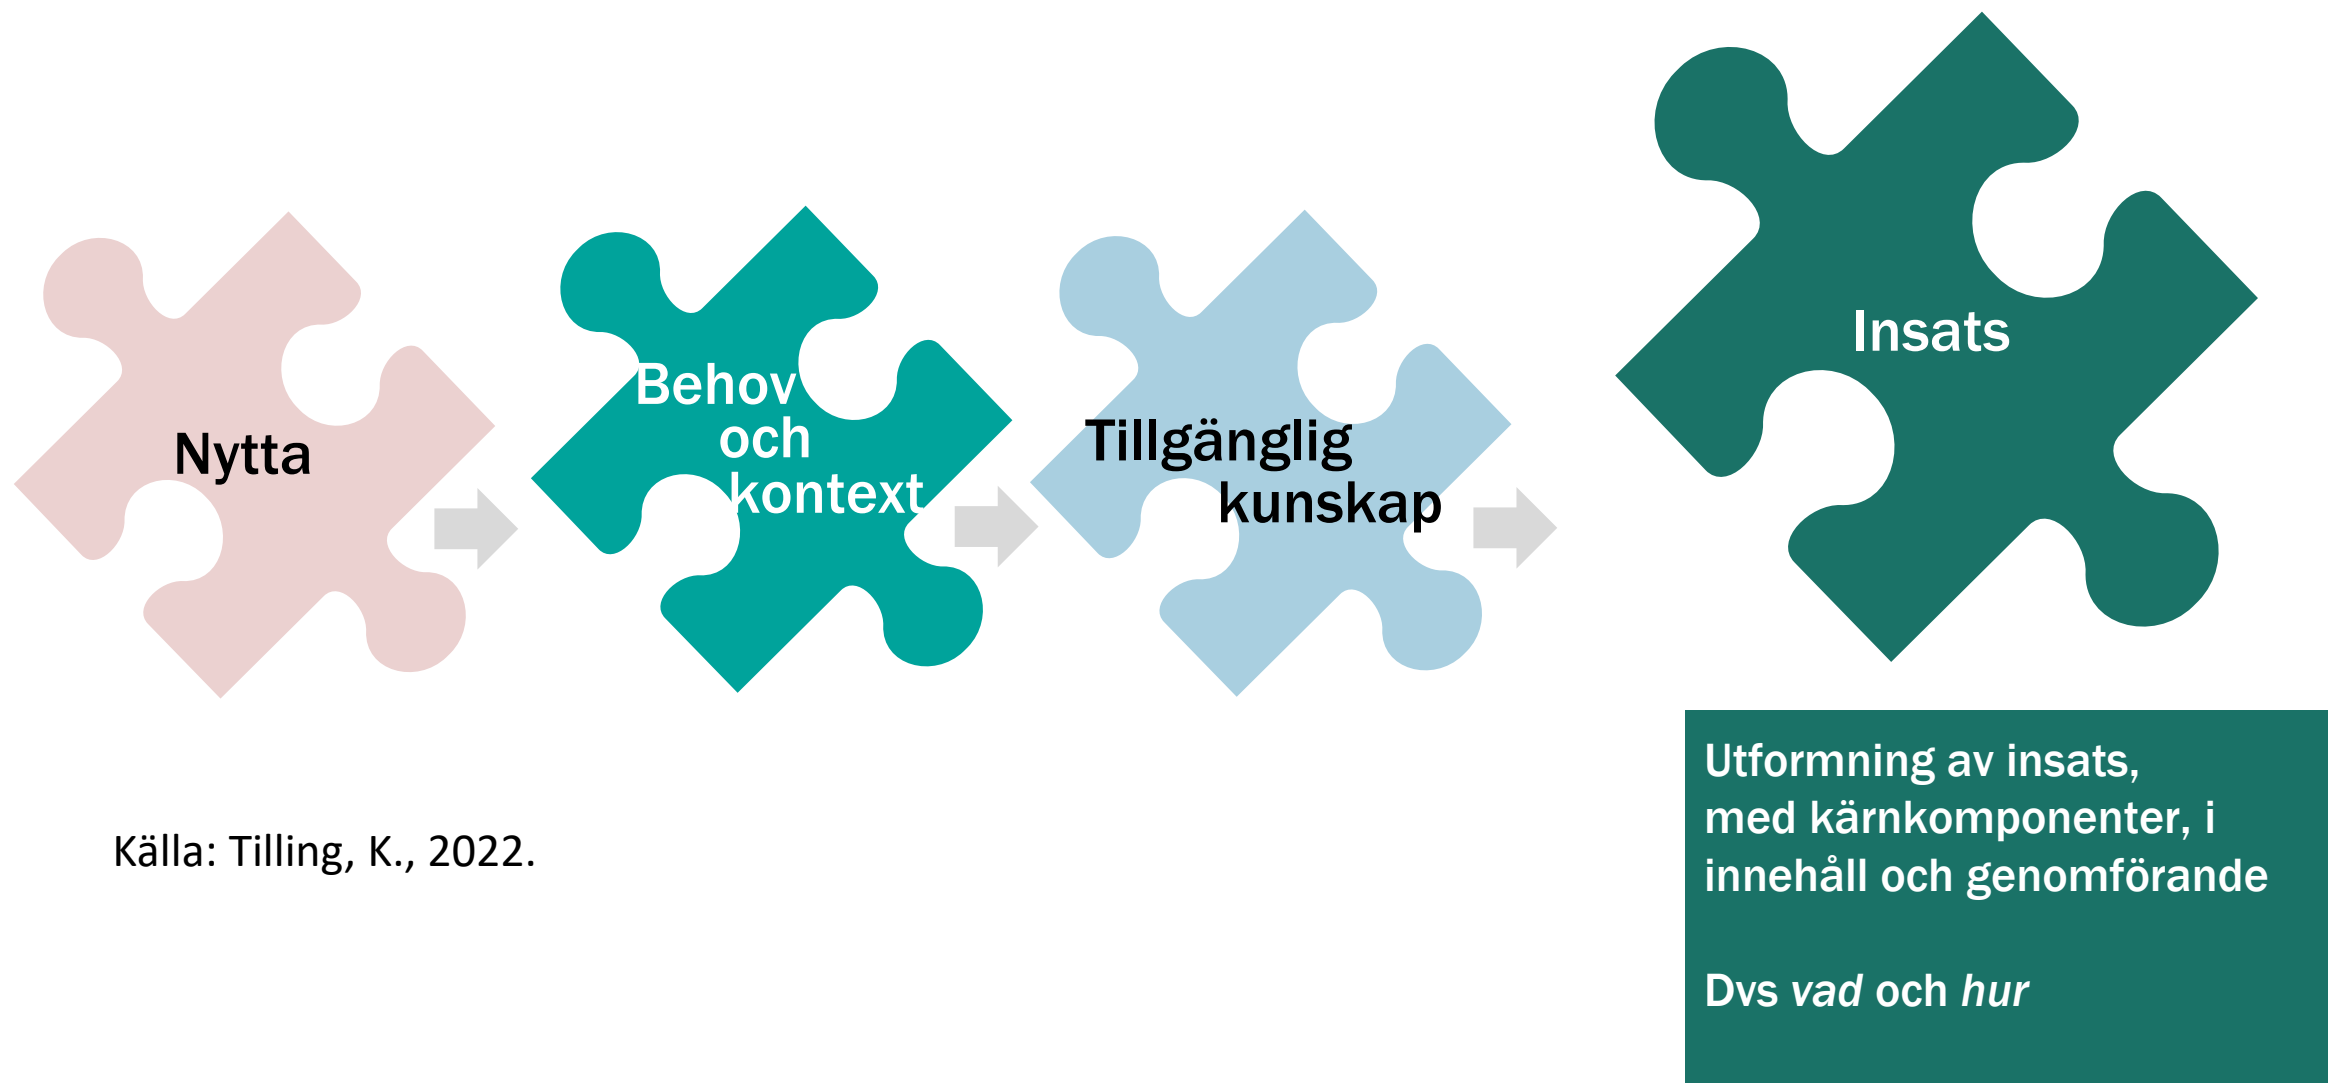 Nytta
Behov
och
kontext
Tillgänglig
kunskap
Insats
Utformning av insats,
med kärnkomponenter, i
innehåll och genomförande
Dvs vad och hur
Källa: Tilling, K., 2022.